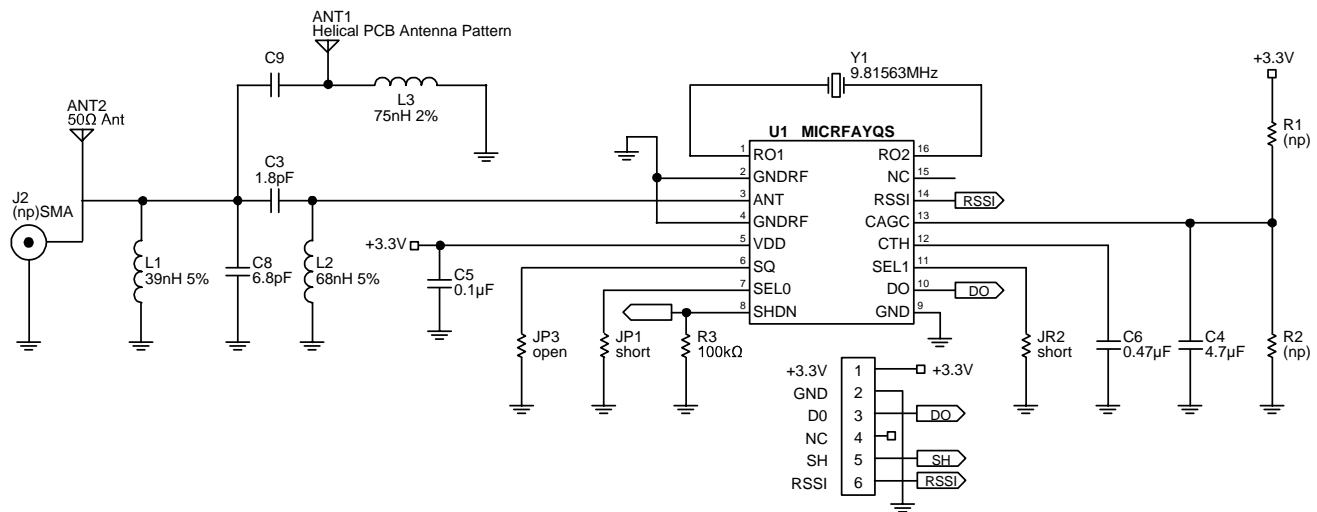 ANT1
Helical PCB Antenna Pattern
C9
L3
75nH 2%
ANT2
50Ω Ant
C3
1.8pF
J2
(np)SMA
L1
39nH 5%
C8
6.8pF
L2
68nH 5%
+3.3V
C5
0.1µF
JP3
open
JP1
short
R3
100kΩ
Y1
9.81563MHz
U1 MICRFAYQS
1 RO1
2 GNDRF
3 ANT
4 GNDRF
5 VDD
6 SQ
7 SEL0
8 SHDN
RO2 16
NC 15
RSSI 14
CAGC 13
CTH 12
SEL1 11
DO 10
GND 9
RSSI
DO
JR2
short
C6
0.47µF
C4
4.7µF
+3.3V
R1
(np)
R2
(np)
+3.3V 1 +3.3V
GND 2
D0 3 DO
NC 4
SH 5 SH
RSSI 6 RSSI